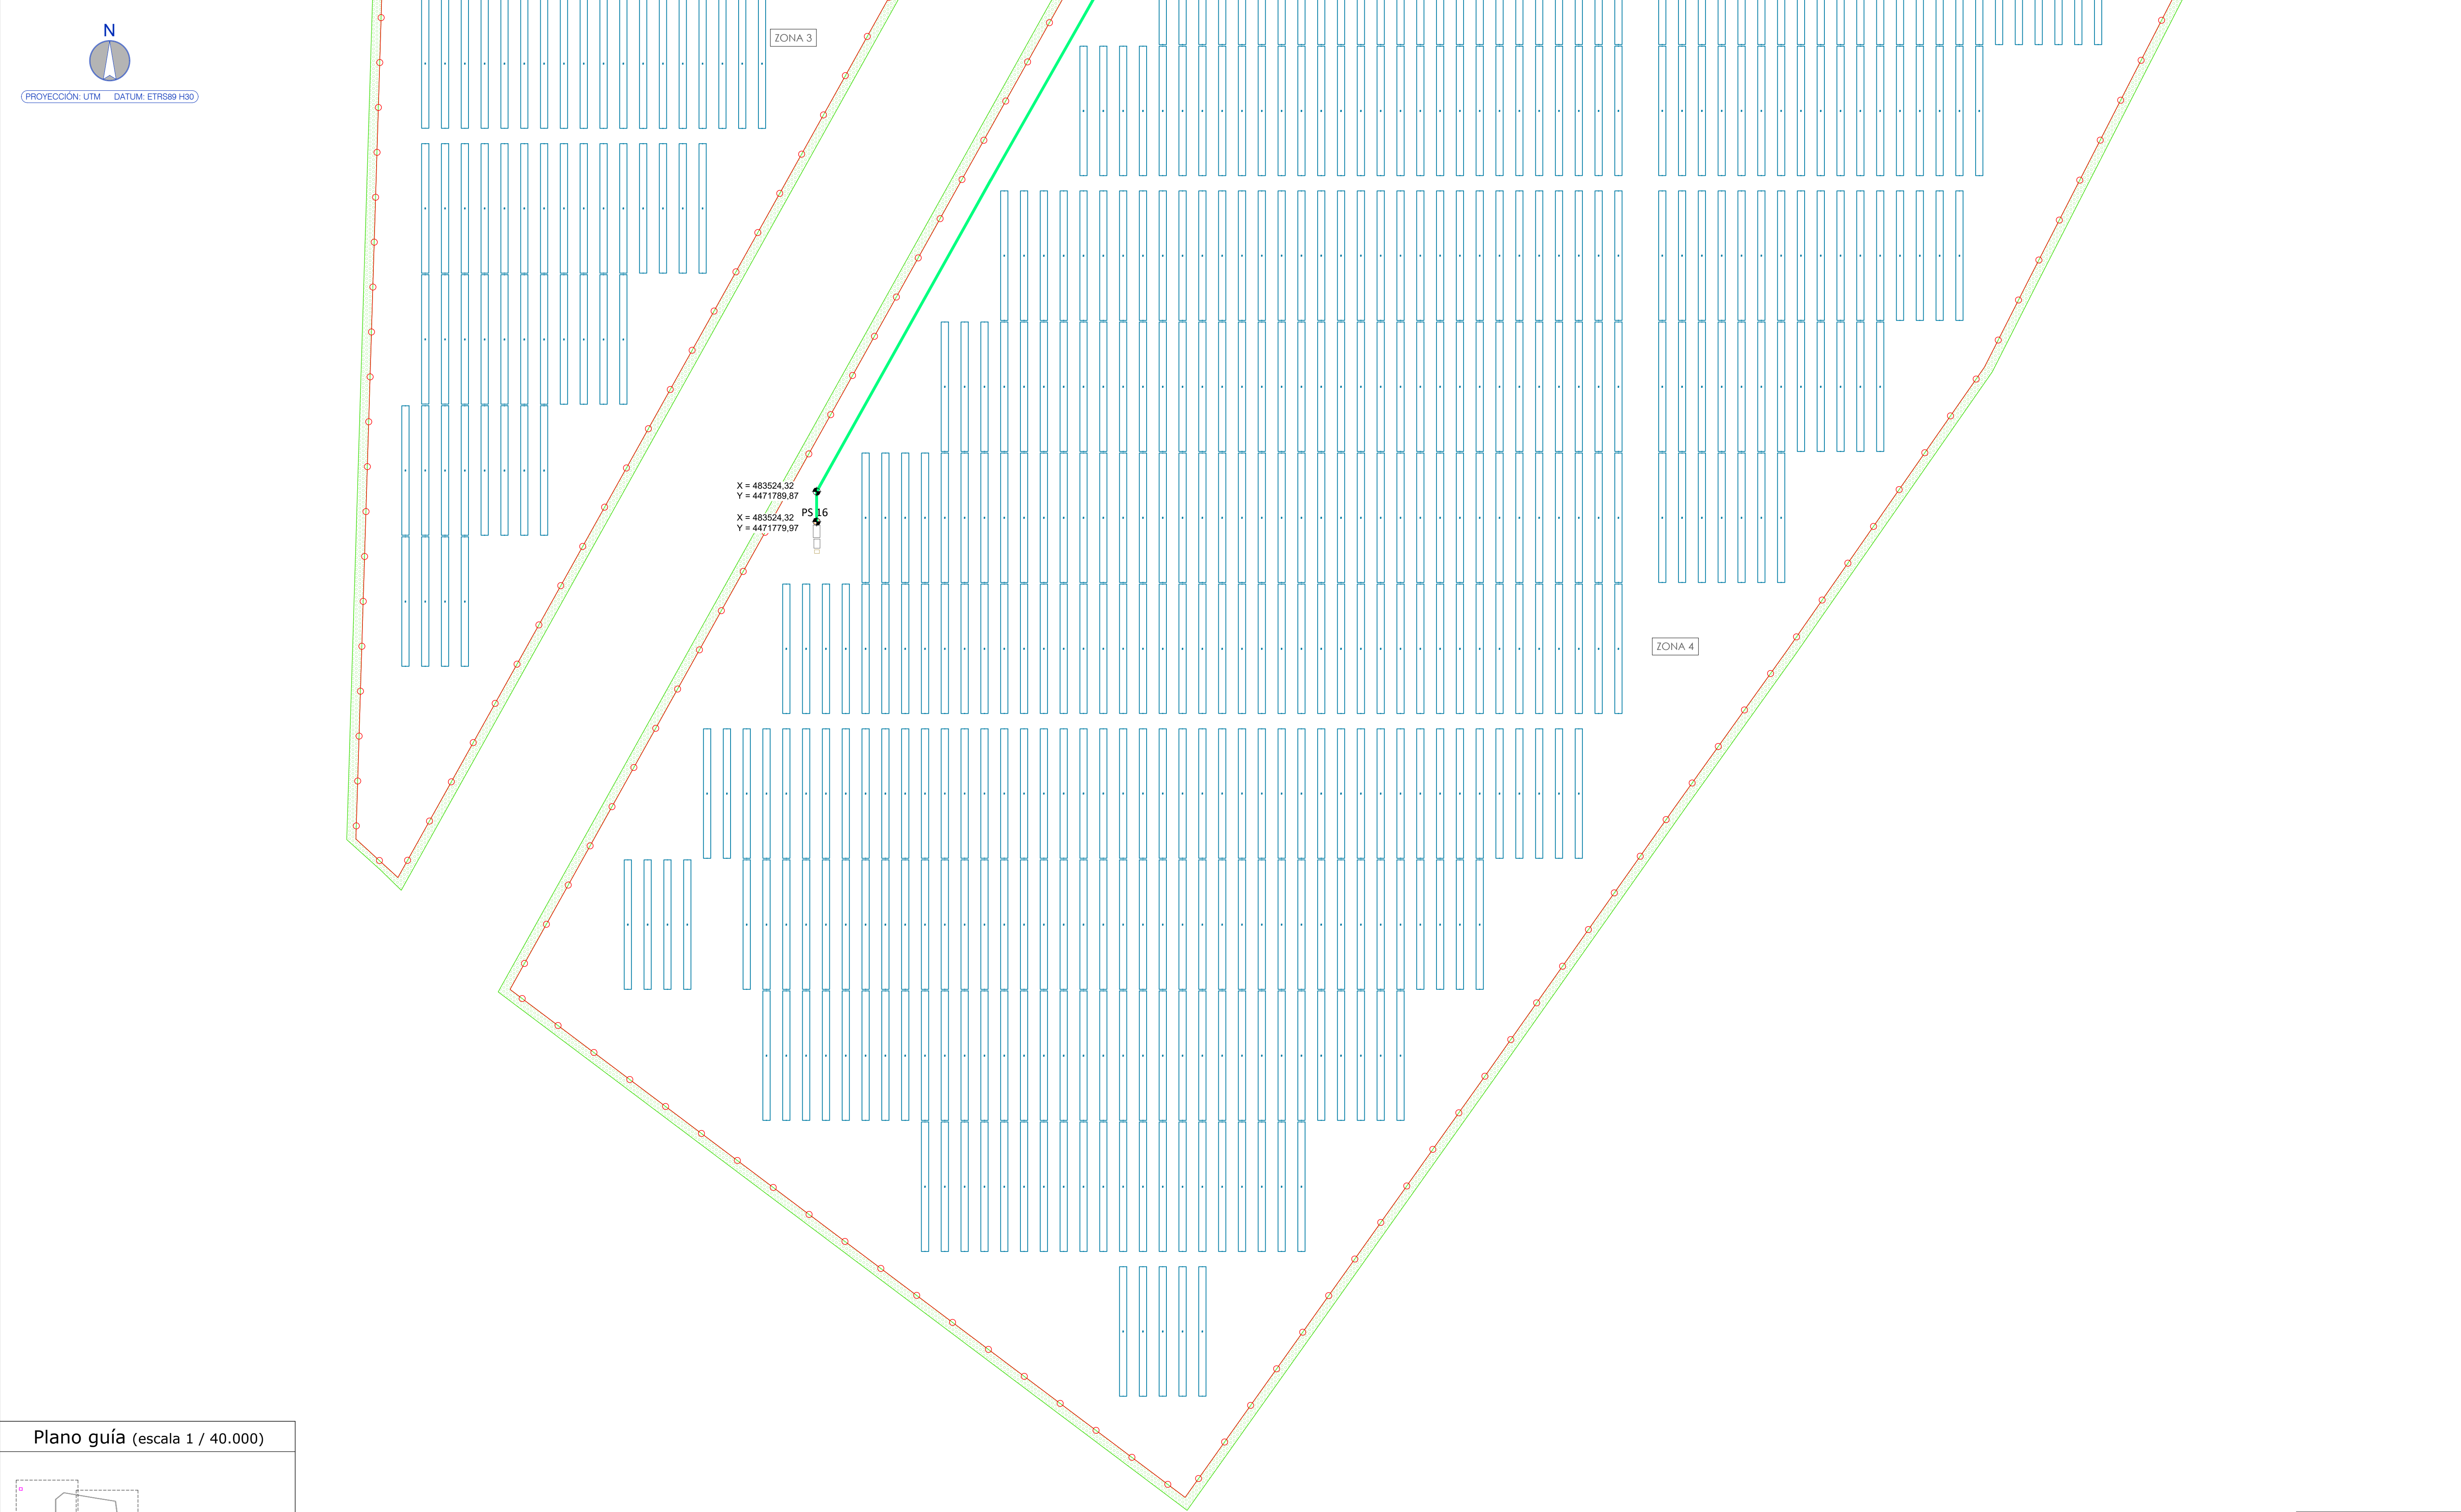 N
PROYECCIÓN: UTM DATUM: ETRS89 H30
ZONA 3
X = 483524,32
Y = 4471789,87
PS 16
X = 483524,32
Y = 4471779,97
ZONA 4
Plano guía (escala 1 / 40.000)